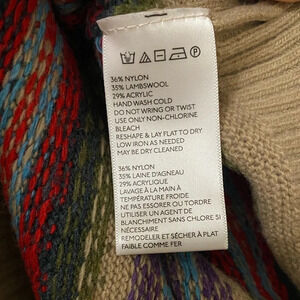 36% NYLON
35% LAMBSWOOL
29% ACRYLIC
HAND WASH COLD
DO NOT WRING OR TWIST
USE ONLY NON-CHLORINE
BLEACH
RESHAPE & LAY FLAT TO DRY
LOW IRON AS NEEDED
MAY BE DRY CLEANED
36% NYLON
35% LAINE D'AGNEAU
29% ACRYLIQUE
LAVAGE À LA MAIN À
TEMPÉRATURE FROIDE
NE PAS ESSORER OU TORDRE
UTILISER UN AGENT DE
BLANCHIMENT SANS CHLORE SI
NÉCESSAIRE
REMODELER ET SÉCHER À PLAT
FAIBLE COMME FER